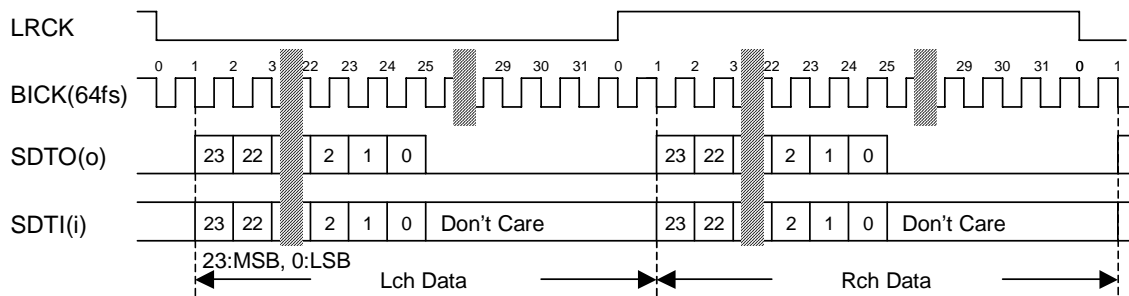 LRCK
0 1 2 3 22 23 24 25 29 30 31 0 1 2 3 22 23 24 25 29 30 31 0 1
BICK(64fs)
SDTO(o) 23 22 2 1 0 23 22 2 1 0
SDTI(i) 23 22 2 1 0 Don't Care 23 22 2 1 0 Don't Care
23:MSB, 0:LSB
Lch Data Rch Data